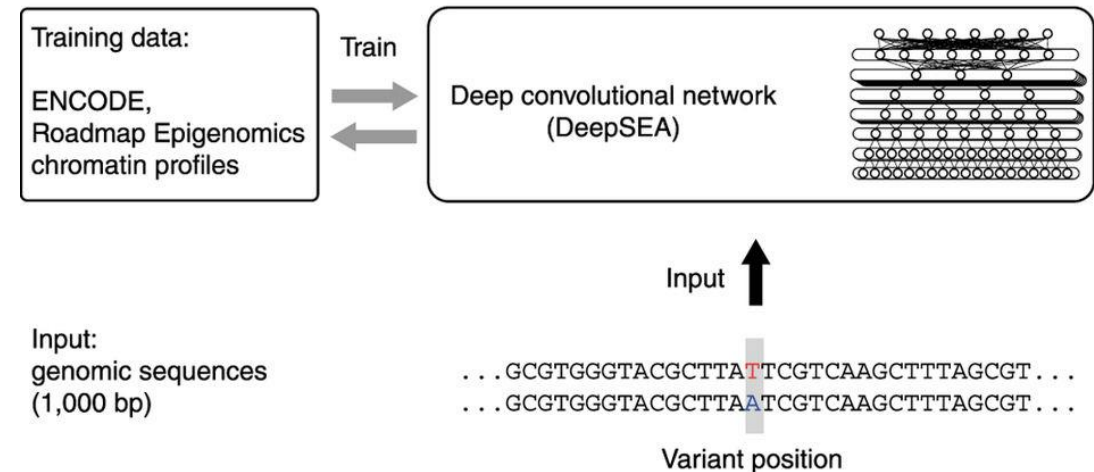 Training data:
ENCODE,
Roadmap Epigenomics
chromatin profiles
Train
Deep convolutional network
(DeepSEA)
Input
Input:
genomic sequences
(1,000 bp)
...GCGTGGGTACGCTTATTCGTCAAGCTTTAGCGT...
...GCGTGGGTACGCTTAATCGTCAAGCTTTAGCGT...
Variant position